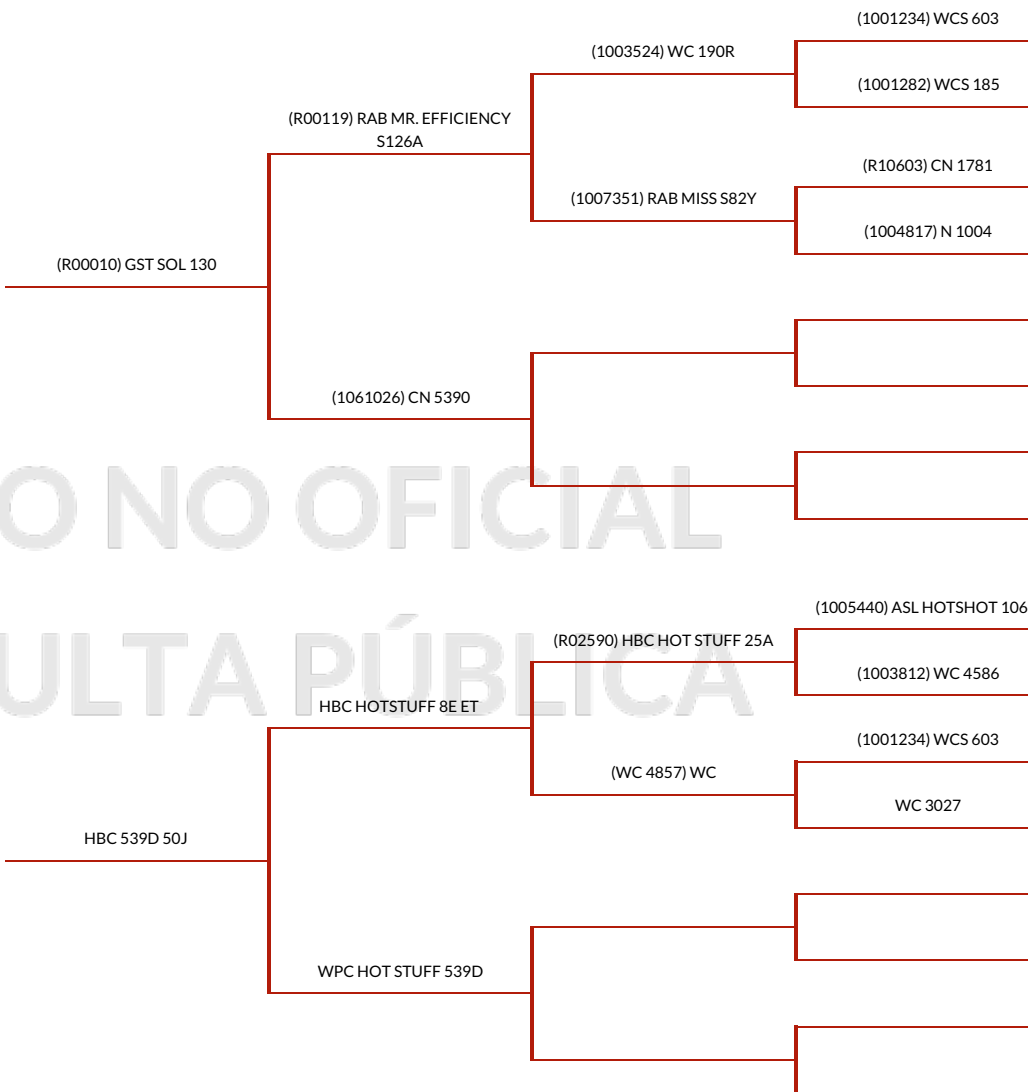 (1001234) WCS 603
(1003524) WC 190R
(1001282) WCS 185
(R00119) RAB MR. EFFICIENCY
S126A
(R10603) CN 1781
(1007351) RAB MISS S82Y
(1004817) N 1004
(R00010) GST SOL 130
(1061026) CN 5390
O NO OFICIAL
(1005440) ASL HOTSHOT 106
(R02590) HBC HOT STUFF 25A
ULTA PÚBLICA
(1003812) WC 4586
HBC HOTSTUFF 8E ET
(1001234) WCS 603
(WC 4857) WC
WC 3027
HBC 539D 50J
WPC HOT STUFF 539D